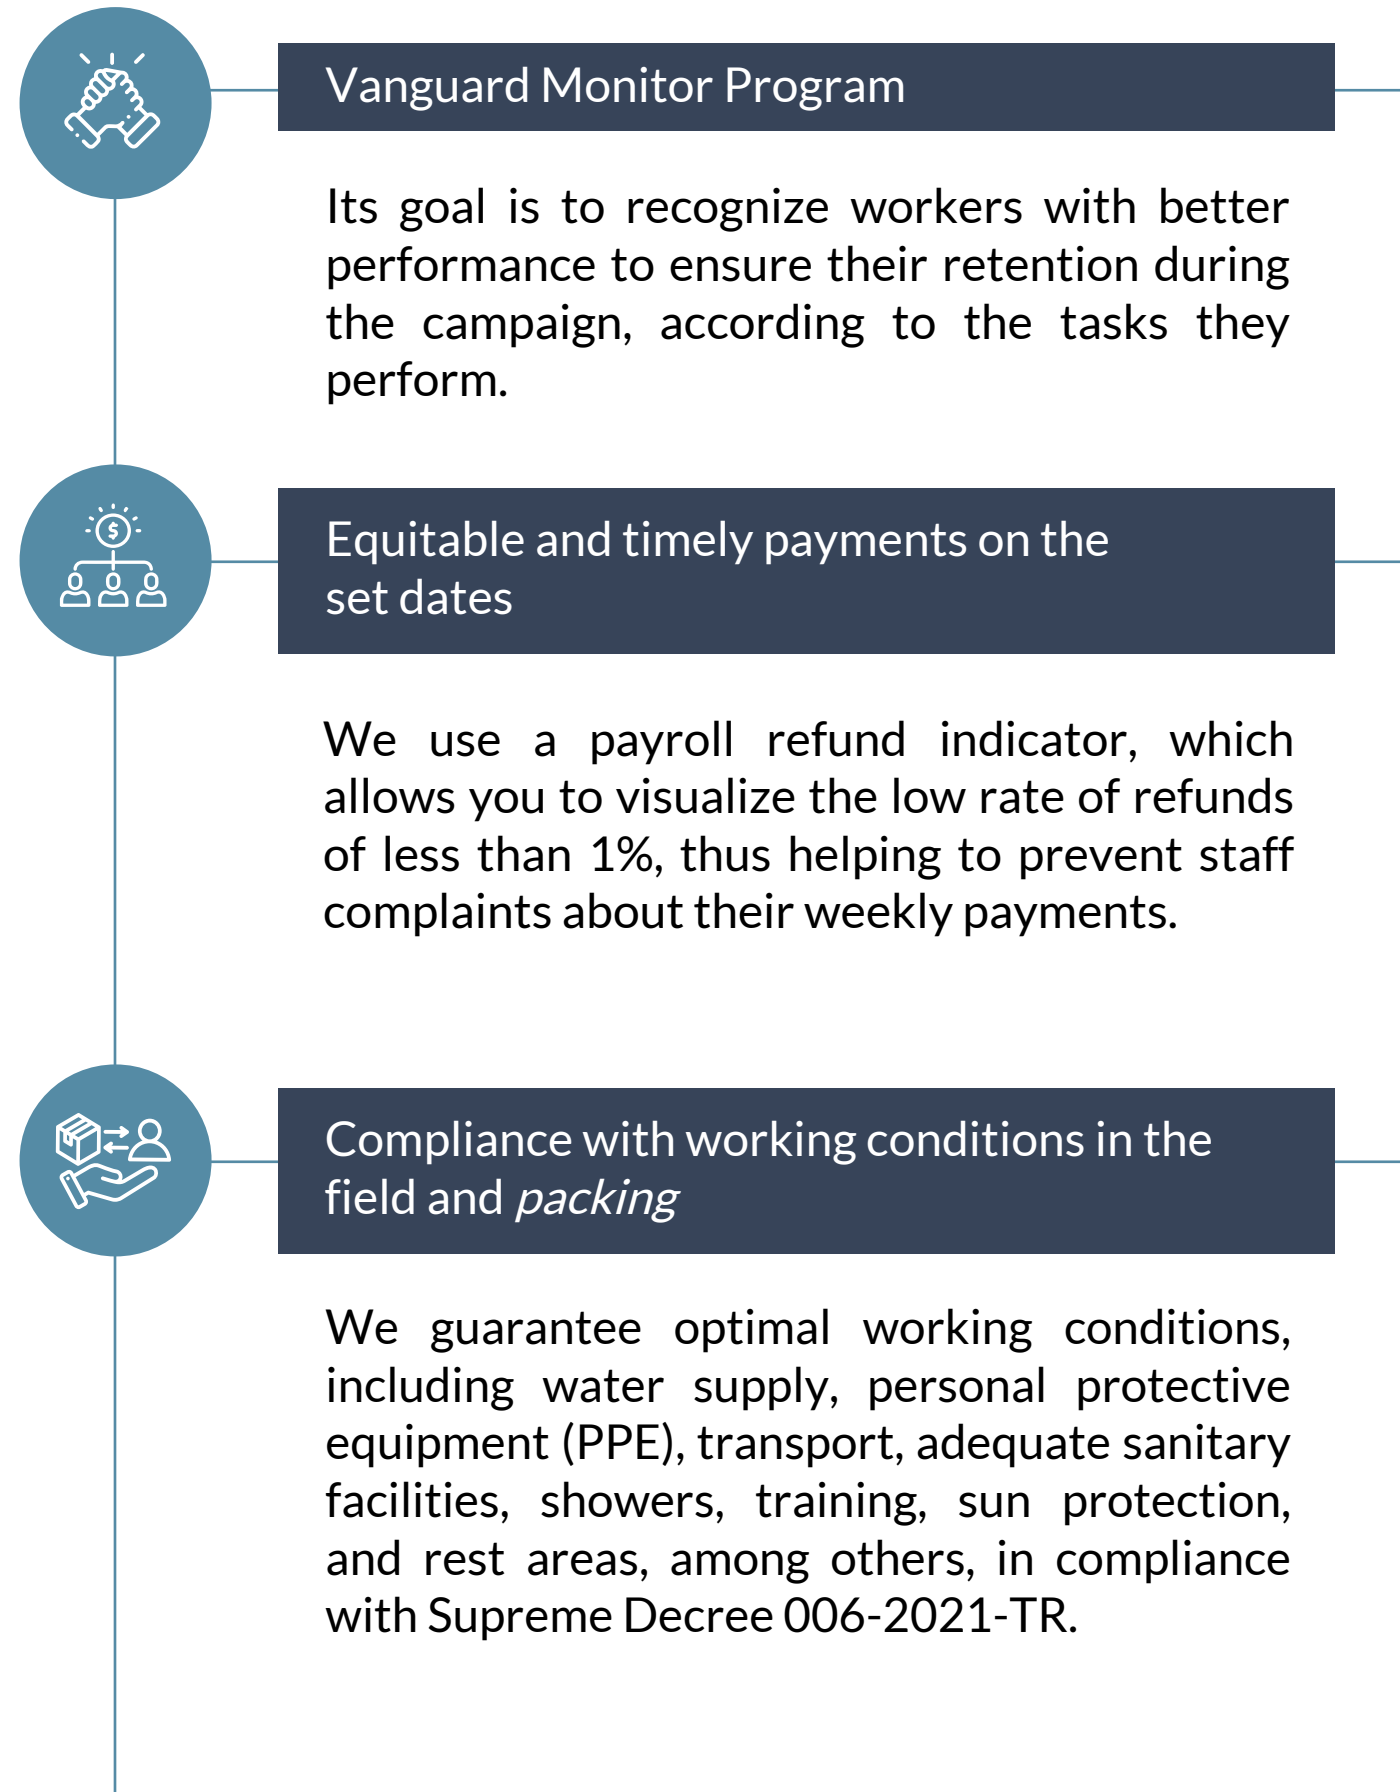 Vanguard Monitor Program
Its goal is to recognize workers with better
performance to ensure their retention during
the campaign, according to the tasks they
perform.
$
Equitable and timely payments on the
set dates
We use a payroll refund indicator, which
allows you to visualize the low rate of refunds
of less than 1%, thus helping to prevent staff
complaints about their weekly payments.
Compliance with working conditions in the
field and packing
We guarantee optimal working conditions,
including water supply, personal protective
equipment (PPE), transport, adequate sanitary
facilities, showers, training, sun protection,
and rest areas, among others, in compliance
with Supreme Decree 006-2021-TR.